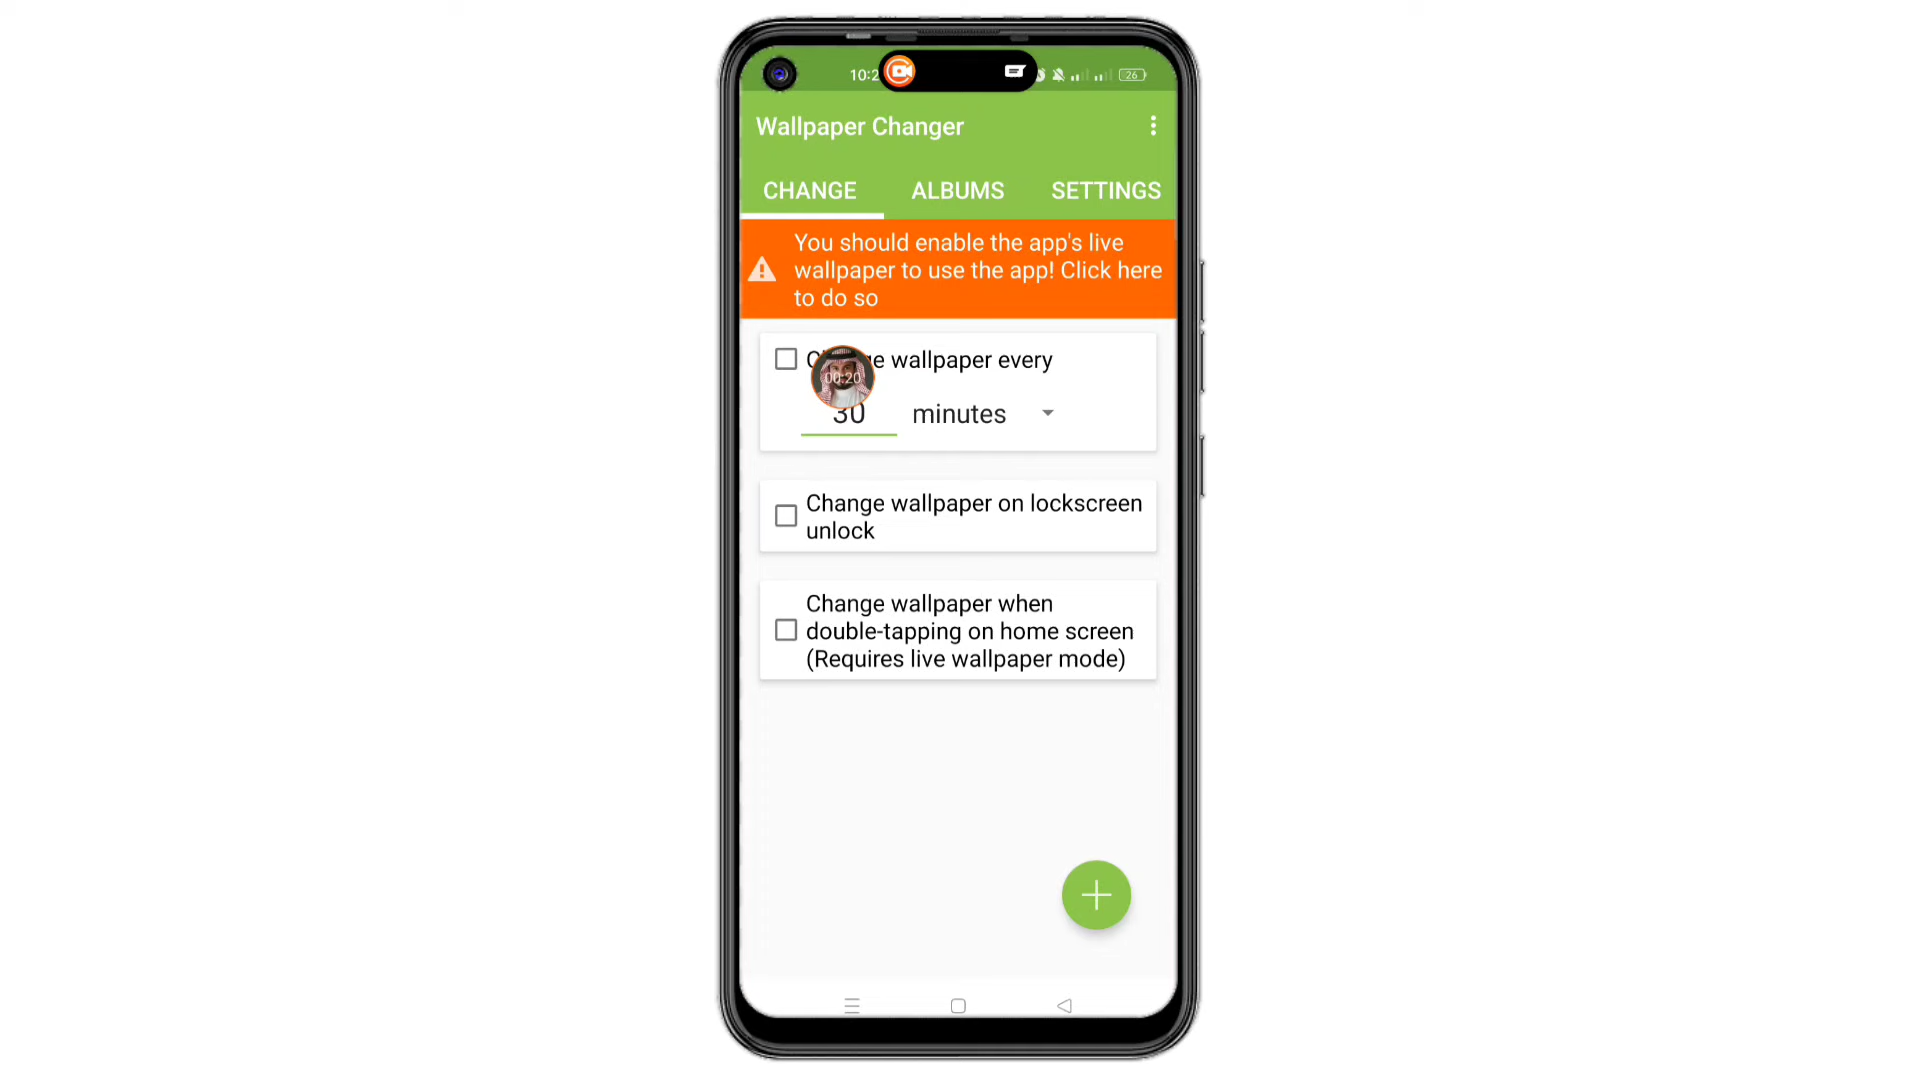 10:2
26
Wallpaper Changer
CHANGE ALBUMS SETTINGS
You should enable the app's live
wallpaper to use the app! Click here
to do so
wallpaper every
00:20
30 minutes
Change wallpaper on lockscreen
unlock
Change wallpaper when
double-tapping on home screen
(Requires live wallpaper mode)